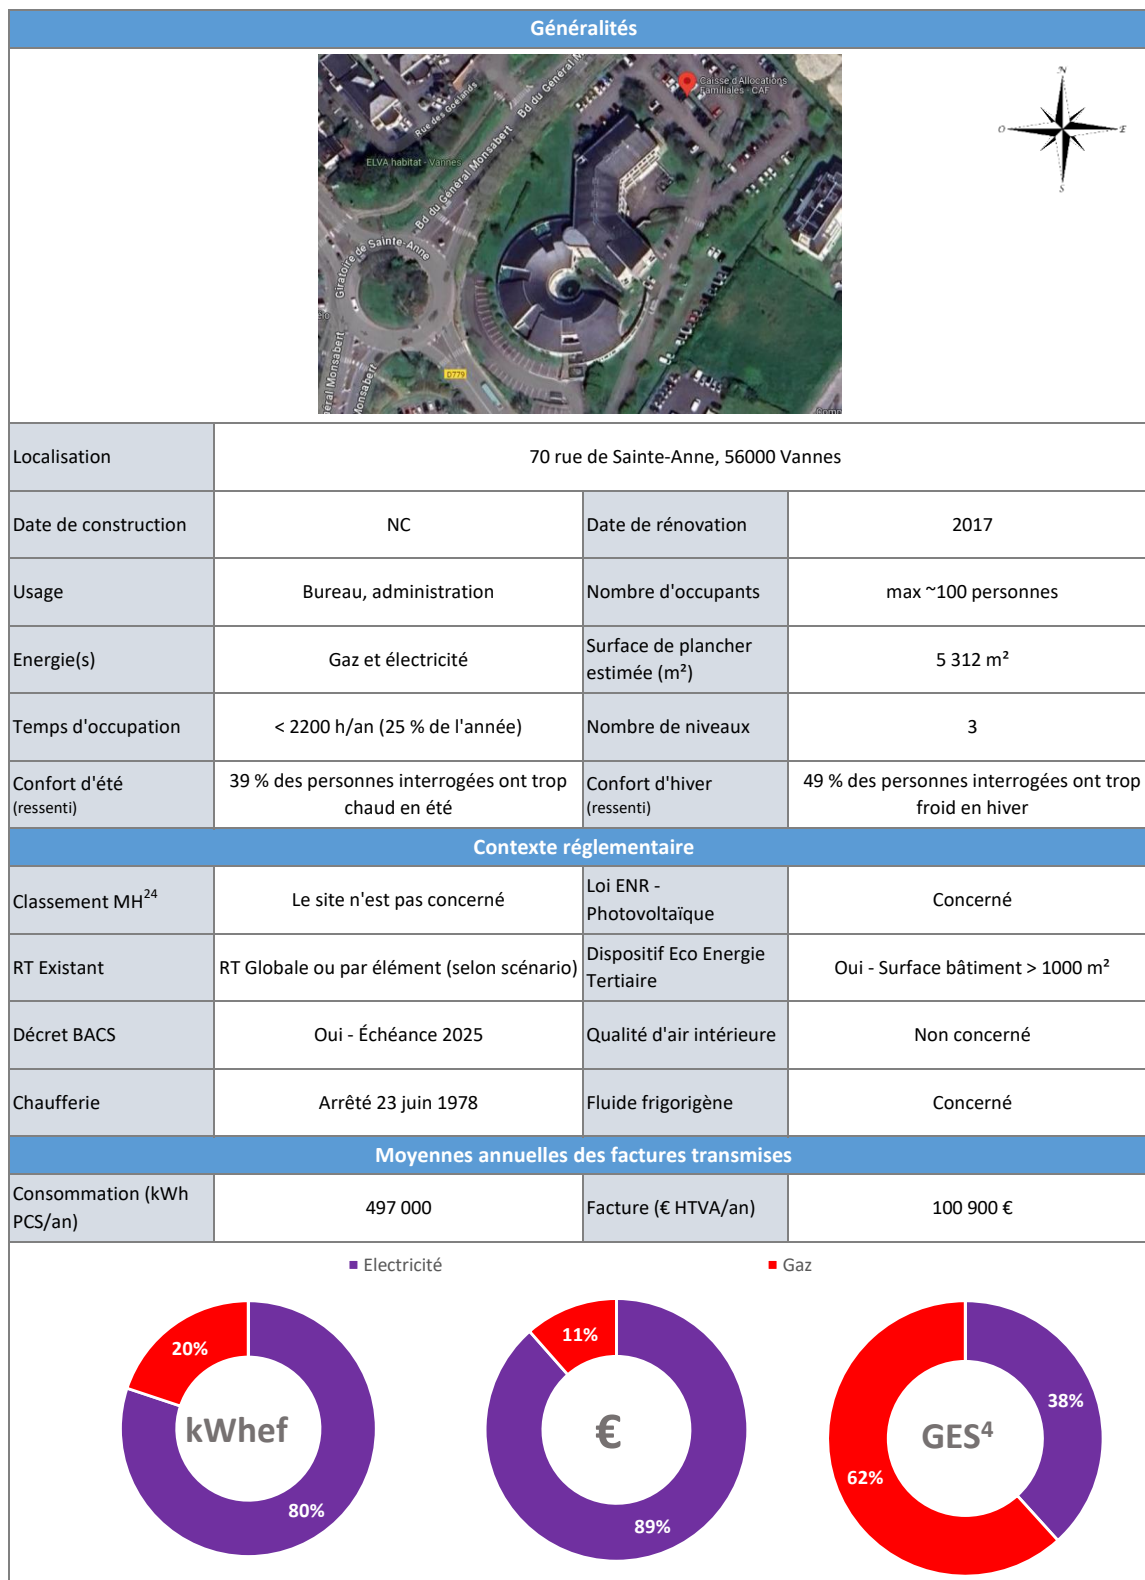 Généralités
Caisse d'Allocations
Familiales - CAF
Rue des Goélands
Bd du Général M
ELVA habitat - Vannes
Bd du Général Monsabert
Giratoire de Sainte-Anne
éral Monsabert
Monsabert
D779
N
O
E
S
Localisation
70 rue de Sainte-Anne, 56000 Vannes
Date de construction
NC
Date de rénovation
2017
Usage
Bureau, administration
Nombre d'occupants
max ~100 personnes
Energie(s)
Gaz et électricité
Surface de plancher
estimée (m²)
5 312 m²
Temps d'occupation
< 2200 h/an (25 % de l'année)
Nombre de niveaux
3
Confort d'été
(ressenti)
39 % des personnes interrogées ont trop
chaud en été
Confort d'hiver
(ressenti)
49 % des personnes interrogées ont trop
froid en hiver
Contexte réglementaire
Classement MH²⁴
Le site n'est pas concerné
Loi ENR -
Photovoltaïque
Concerné
RT Existant
RT Globale ou par élément (selon scénario)
Dispositif Eco Energie
Tertiaire
Oui - Surface bâtiment > 1000 m²
Décret BACS
Oui - Échéance 2025
Qualité d'air intérieure
Non concerné
Chaufferie
Arrêté 23 juin 1978
Fluide frigorigène
Concerné
Moyennes annuelles des factures transmises
Consommation (kWh
PCS/an)
497 000
Facture (€ HTVA/an)
100 900 €
Electricité
Gaz
20%
kWhef
80%
11%
€
89%
38%
GES⁴
62%